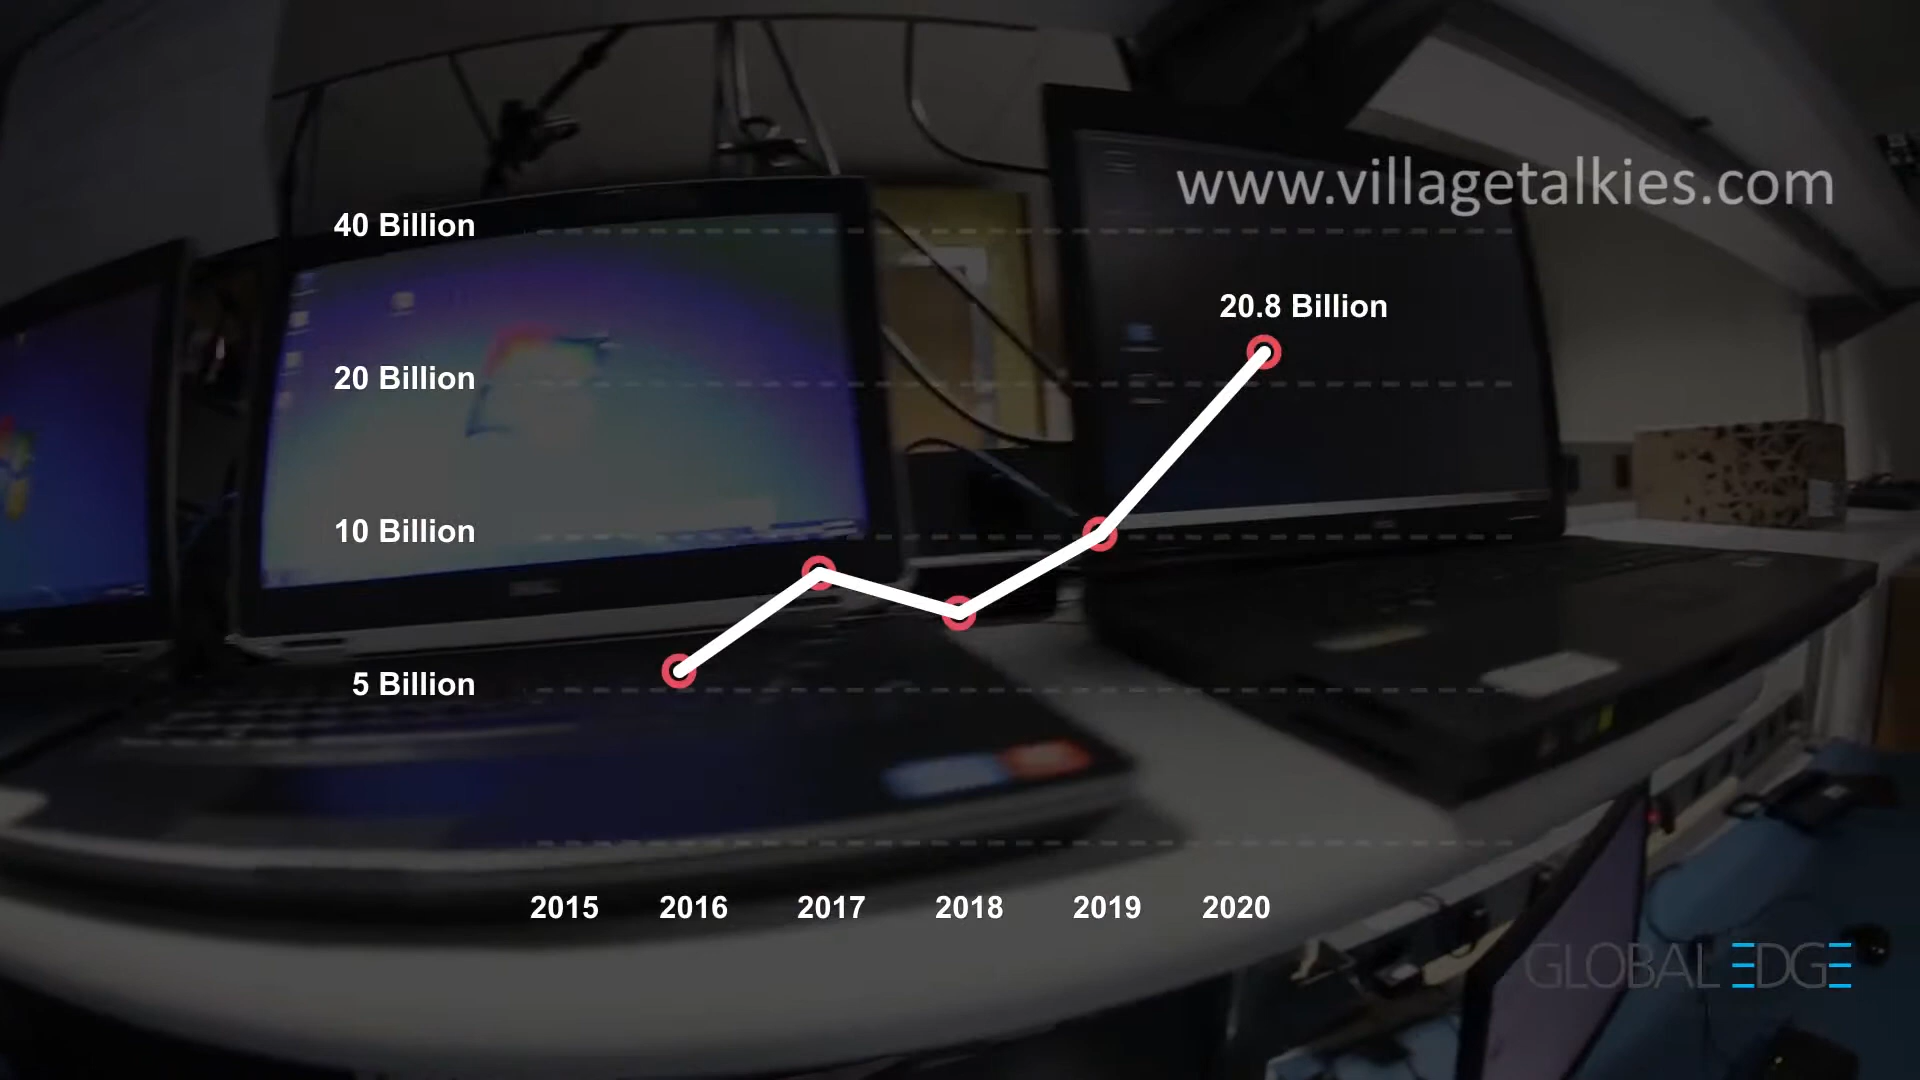 www.villagetalkies.com
40 Billion
20.8 Billion
20 Billion
10 Billion
5 Billion
2015 2016 2017 2018 2019 2020
GLOBAL EDGE